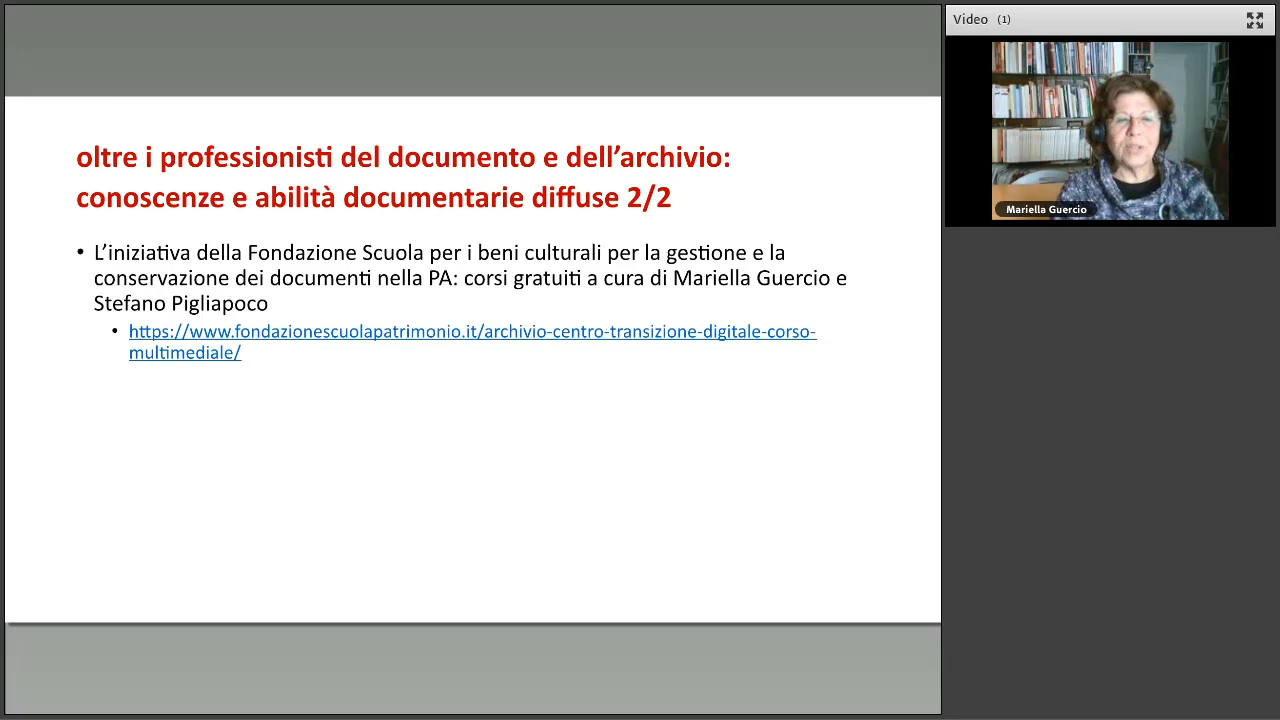 oltre i professionisti del documento e dell'archivio:
conoscenze e abilità documentarie diffuse 2/2
• L'iniziativa della Fondazione Scuola per i beni culturali per la gestione e la
conservazione dei documenti nella PA: corsi gratuiti a cura di Mariella Guercio e
Stefano Pigliapoco
• https://www.fondazionescuolapatrimonio.it/archivio-centro-transizione-digitale-corso-
multimediale/
Video (1)
Mariella Guercio